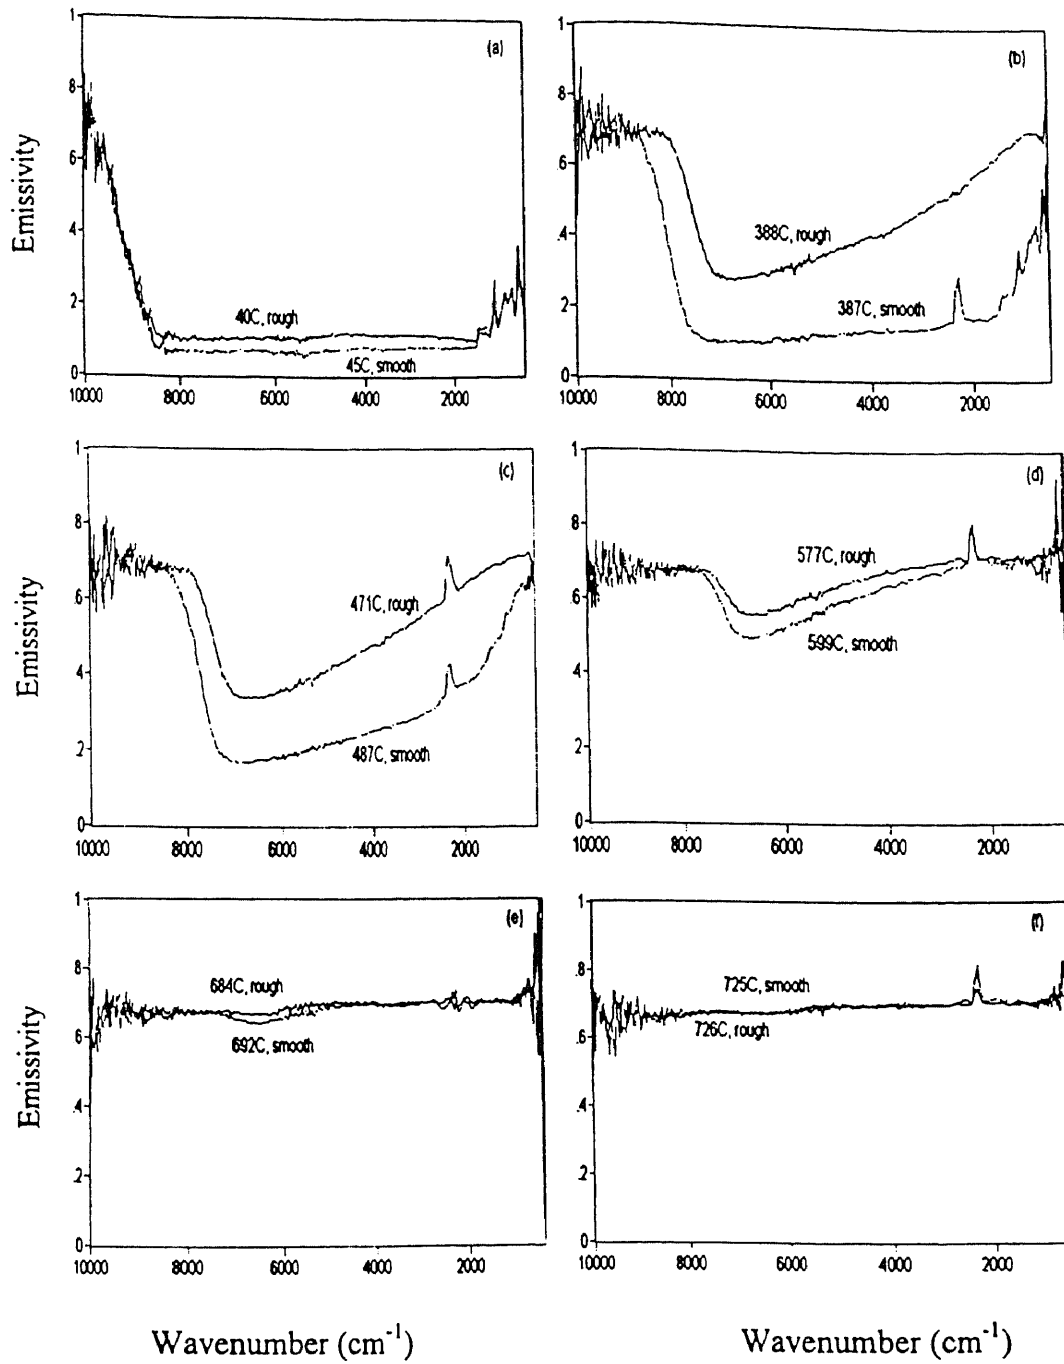 1
(a)
.8
.6
.4
.2
0
Emissivity
40C, rough
45C, smooth
10000 8000 6000 4000 2000
1
(b)
.8
.6
.4
.2
0
388C, rough
387C, smooth
10000 8000 6000 4000 2000
1
(c)
.8
.6
.4
.2
0
Emissivity
471C, rough
487C, smooth
10000 8000 6000 4000 2000
1
(d)
.8
.6
.4
.2
0
577C, rough
599C, smooth
10000 8000 6000 4000 2000
1
(e)
.8
.6
.4
.2
0
Emissivity
684C, rough
692C, smooth
10000 8000 6000 4000 2000
1
(f)
.8
.6
.4
.2
0
725C, smooth
726C, rough
10000 8000 6000 4000 2000
Wavenumber (cm⁻¹)
Wavenumber (cm⁻¹)